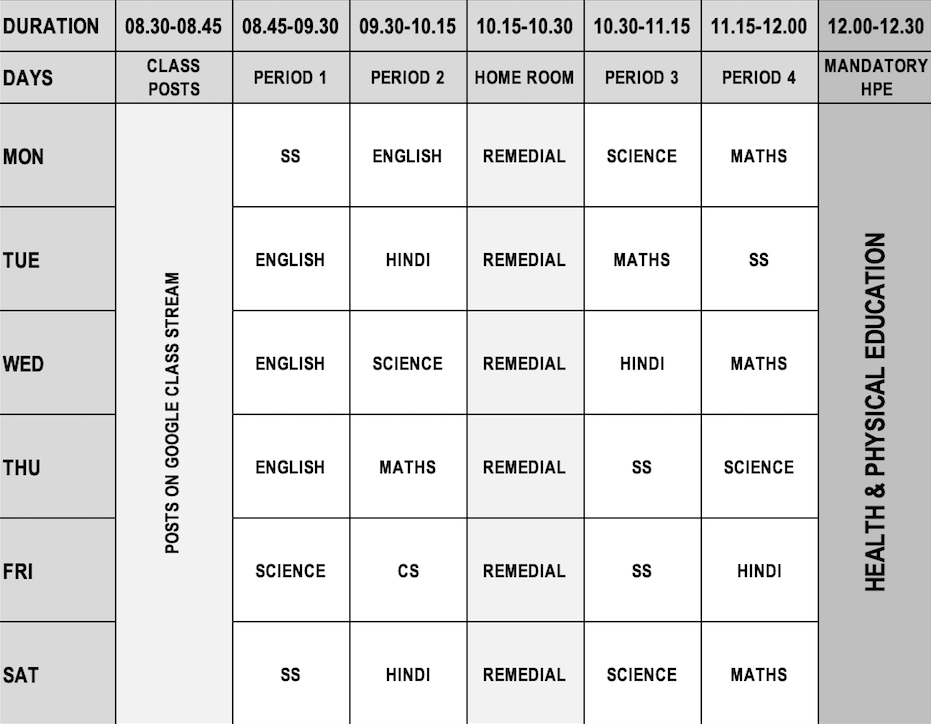 DURATION 08.30-08.45 08.45-09.30 09.30-10.15 10.15-10.30 10.30-11.15 11.15-12.00 12.00-12.30
DAYS CLASS POSTS PERIOD 1 PERIOD 2 HOME ROOM PERIOD 3 PERIOD 4 MANDATORY HPE
POSTS ON GOOGLE CLASS STREAM
MON SS ENGLISH REMEDIAL SCIENCE MATHS
TUE ENGLISH HINDI REMEDIAL MATHS SS
WED ENGLISH SCIENCE REMEDIAL HINDI MATHS
THU ENGLISH MATHS REMEDIAL SS SCIENCE
FRI SCIENCE CS REMEDIAL SS HINDI
SAT SS HINDI REMEDIAL SCIENCE MATHS
HEALTH & PHYSICAL EDUCATION